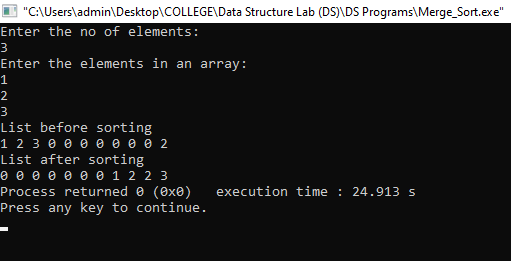 "C:\Users\admin\Desktop\COLLEGE\Data Structure Lab (DS)\DS Programs\Merge_Sort.exe"
Enter the no of elements:
3
Enter the elements in an array:
1
2
3
List before sorting
1 2 3 0 0 0 0 0 0 0 2
List after sorting
0 0 0 0 0 0 0 1 2 2 3
Process returned 0 (0x0)   execution time : 24.913 s
Press any key to continue.